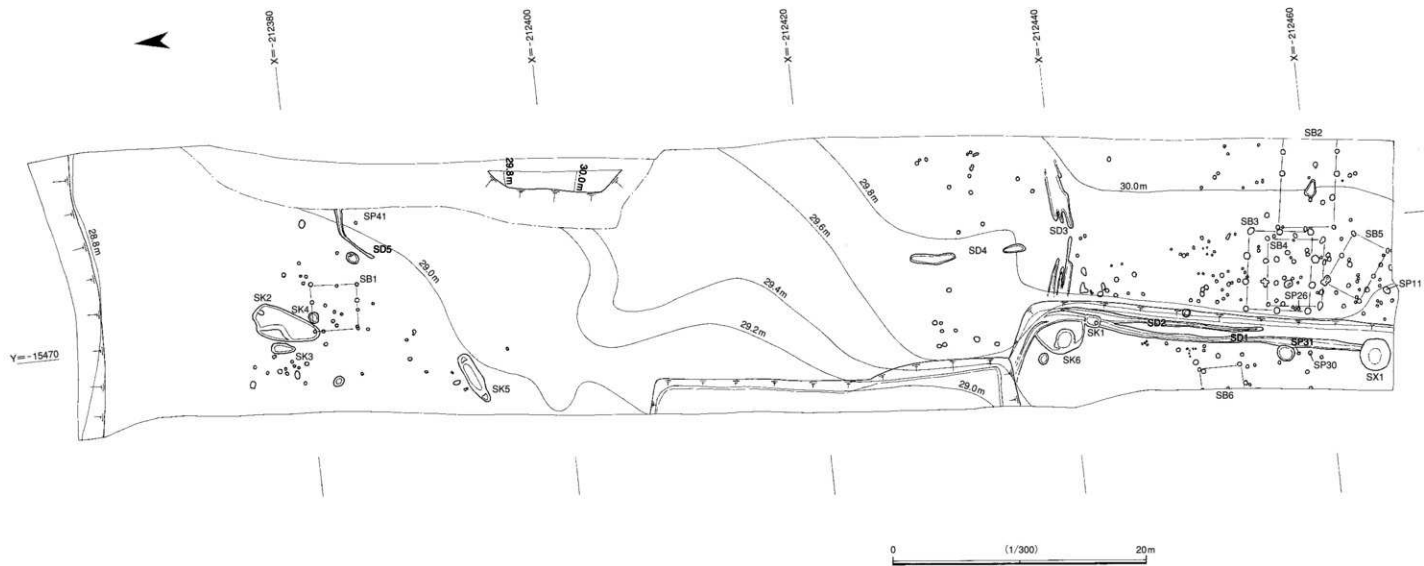 X=-212380
X=-212400
X=-212420
X=-212440
X=-212460
SB2
29.8m
30.0m
29.8m
30.0m
SP41
SD5
SD3
SB3
SB4
SB5
28.8m
29.6m
SD4
29.0m
SB1
SK2
SK4
29.4m
SP26
SP11
29.2m
SK1
SD2
SD1
SP31
Y=-15470
SK3
SK5
SK6
SP30
SX1
29.0m
SB6
0
(1/300)
20m